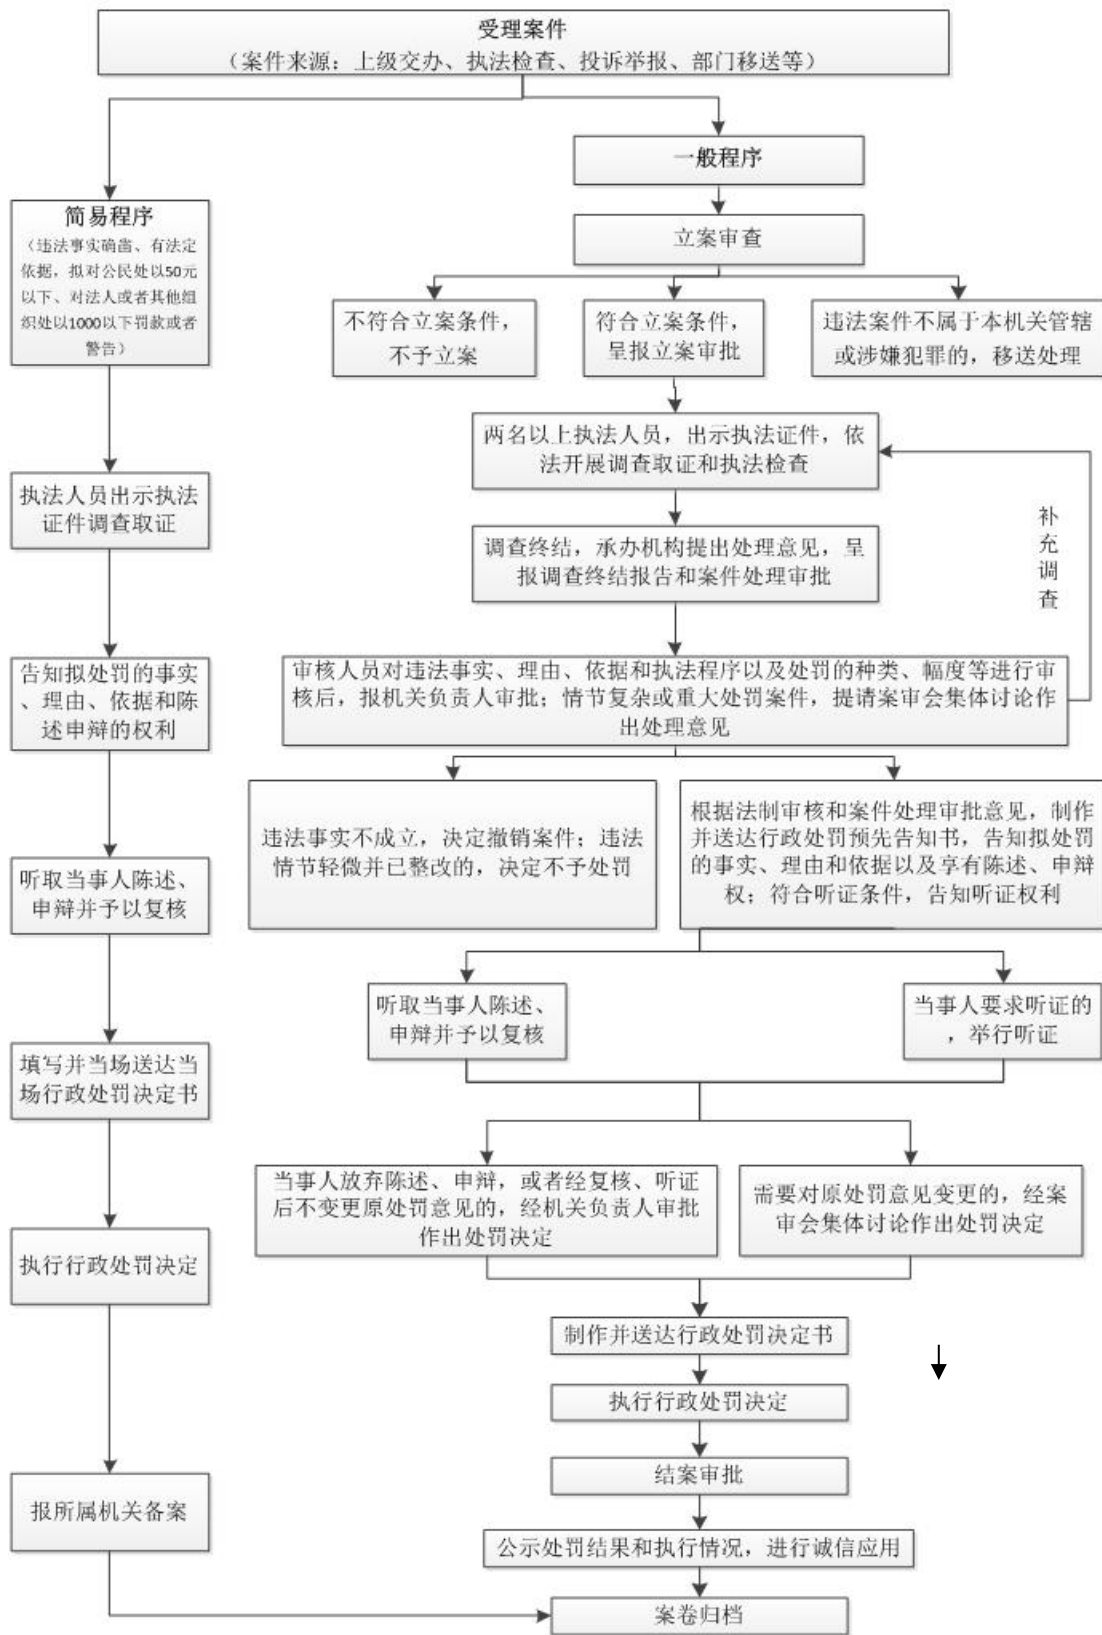 受理案件
（案件来源：上级交办、执法检查、投诉举报、部门移送等）
一般程序
简易程序
（违法事实确凿、有法定
依据，拟对公民处以50元
以下、对法人或者其他组
织处以1000以下罚款或者
警告）
立案审查
不符合立案条件，
不予立案
符合立案条件，
呈报立案审批
违法案件不属于本机关管辖
或涉嫌犯罪的，移送处理
两名以上执法人员，出示执法证件，依
法开展调查取证和执法检查
执法人员出示执法
证件调查取证
补
充
调
查
调查终结，承办机构提出处理意见，呈
报调查终结报告和案件处理审批
告知拟处罚的事实
、理由、依据和陈
述申辩的权利
审核人员对违法事实、理由、依据和执法程序以及处罚的种类、幅度等进行审
核后，报机关负责人审批；情节复杂或重大处罚案件，提请案审会集体讨论作
出处理意见
违法事实不成立，决定撤销案件；违法
情节轻微并已整改的，决定不予处罚
根据法制审核和案件处理审批意见，制作
并送达行政处罚预先告知书，告知拟处罚
的事实、理由和依据以及享有陈述、申辩
权；符合听证条件，告知听证权利
听取当事人陈述、
申辩并予以复核
听取当事人陈述、
申辩并予以复核
当事人要求听证的
，举行听证
填写并当场送达当
场行政处罚决定书
当事人放弃陈述、申辩，或者经复核、听证
后不变更原处罚意见的，经机关负责人审批
作出处罚决定
需要对原处罚意见变更的，经案
审会集体讨论作出处罚决定
执行行政处罚决定
制作并送达行政处罚决定书
执行行政处罚决定
结案审批
报所属机关备案
公示处罚结果和执行情况，进行诚信应用
案卷归档